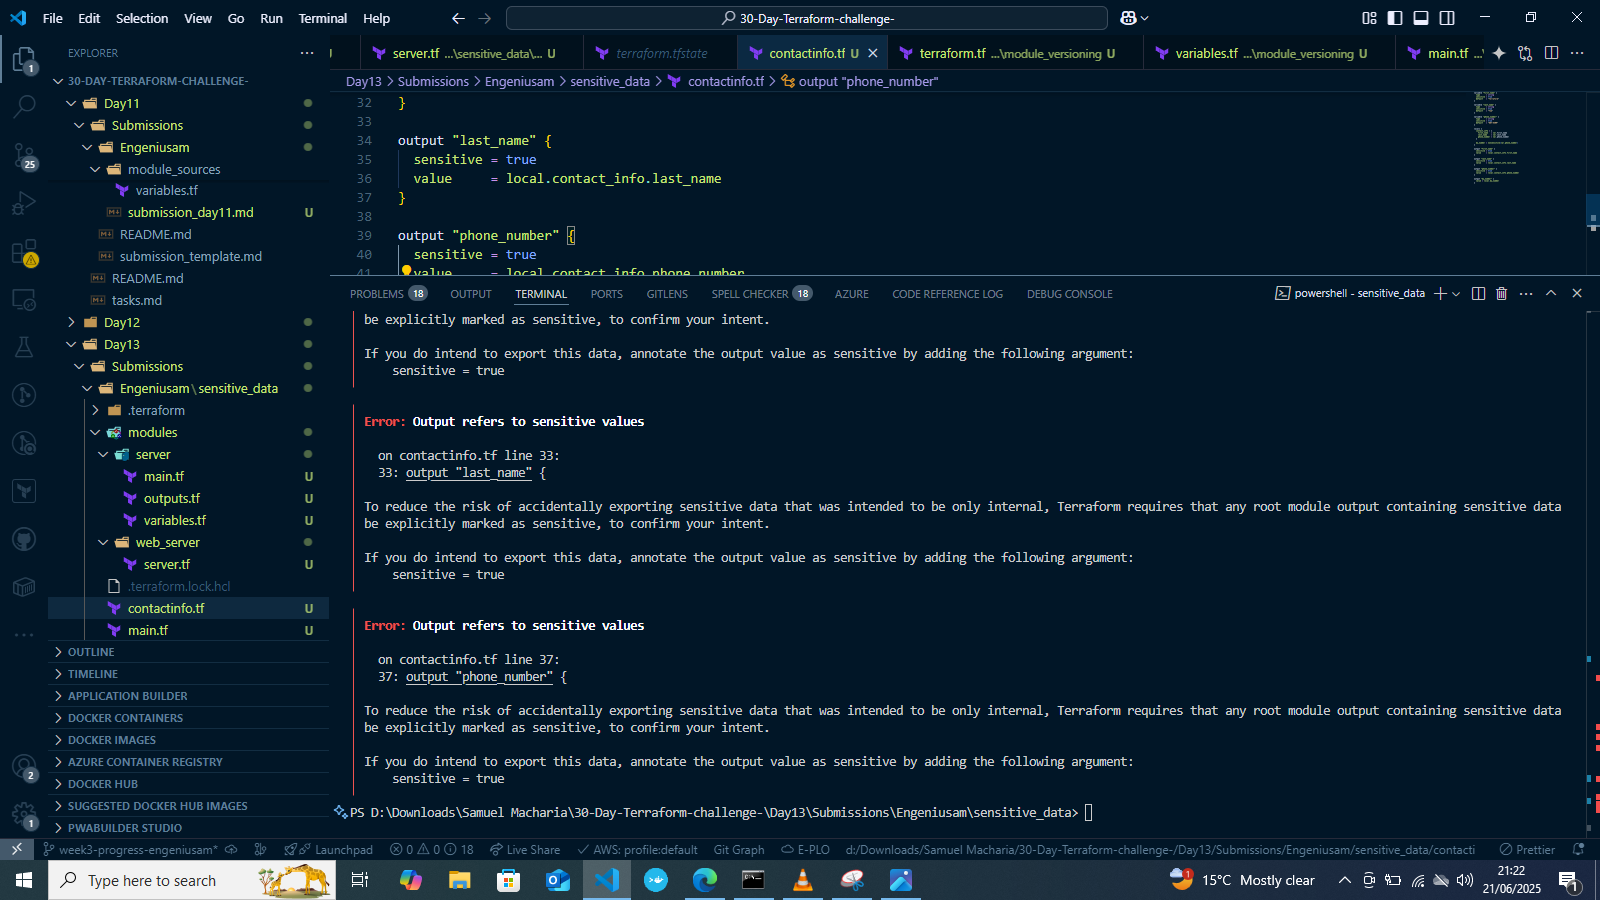 File Edit Selection View Go Run Terminal Help
30-Day-Terraform-challenge-
EXPLORER
server.tf ...\sensitive_data\... U
terraform.tfstate
contactinfo.tf U
terraform.tf ...\module_versioning U
variables.tf ...\module_versioning U
main.tf
Day13 > Submissions > Engeniusam > sensitive_data > contactinfo.tf > output "phone_number"
30-DAY-TERRAFORM-CHALLENGE-
Day11
Submissions
Engeniusam
module_sources
variables.tf
submission_day11.md U
README.md
submission_template.md
README.md
tasks.md
Day12
Day13
Submissions
Engeniusam\sensitive_data
.terraform
modules
server
main.tf U
outputs.tf U
variables.tf U
web_server
server.tf U
.terraform.lock.hcl
contactinfo.tf U
main.tf U
OUTLINE
TIMELINE
APPLICATION BUILDER
DOCKER CONTAINERS
DOCKER IMAGES
AZURE CONTAINER REGISTRY
DOCKER HUB
SUGGESTED DOCKER HUB IMAGES
PWABUILDER STUDIO
1
25
2
1
32 }
33
34 output "last_name" {
35 sensitive = true
36 value = local.contact_info.last_name
37 }
38
39 output "phone_number" {
40 sensitive = true
41 value = local.contact_info.phone_number
PROBLEMS 18 OUTPUT TERMINAL PORTS GITLENS SPELL CHECKER 18 AZURE CODE REFERENCE LOG DEBUG CONSOLE
powershell - sensitive_data
be explicitly marked as sensitive, to confirm your intent.
If you do intend to export this data, annotate the output value as sensitive by adding the following argument:
sensitive = true
Error: Output refers to sensitive values
on contactinfo.tf line 33:
33: output "last_name" {
To reduce the risk of accidentally exporting sensitive data that was intended to be only internal, Terraform requires that any root module output containing sensitive data
be explicitly marked as sensitive, to confirm your intent.
If you do intend to export this data, annotate the output value as sensitive by adding the following argument:
sensitive = true
Error: Output refers to sensitive values
on contactinfo.tf line 37:
37: output "phone_number" {
To reduce the risk of accidentally exporting sensitive data that was intended to be only internal, Terraform requires that any root module output containing sensitive data
be explicitly marked as sensitive, to confirm your intent.
If you do intend to export this data, annotate the output value as sensitive by adding the following argument:
sensitive = true
PS D:\Downloads\Samuel Macharia\30-Day-Terraform-challenge-\Day13\Submissions\Engeniusam\sensitive_data>
week3-progress-engeniusam* Launchpad 0 0 18 Live Share AWS: profile:default Git Graph E-PLO d:/Downloads/Samuel Macharia/30-Day-Terraform-challenge-/Day13/Submissions/Engeniusam/sensitive_data/contacti Prettier
Type here to search
1
15°C Mostly clear
21:22
21/06/2025
1